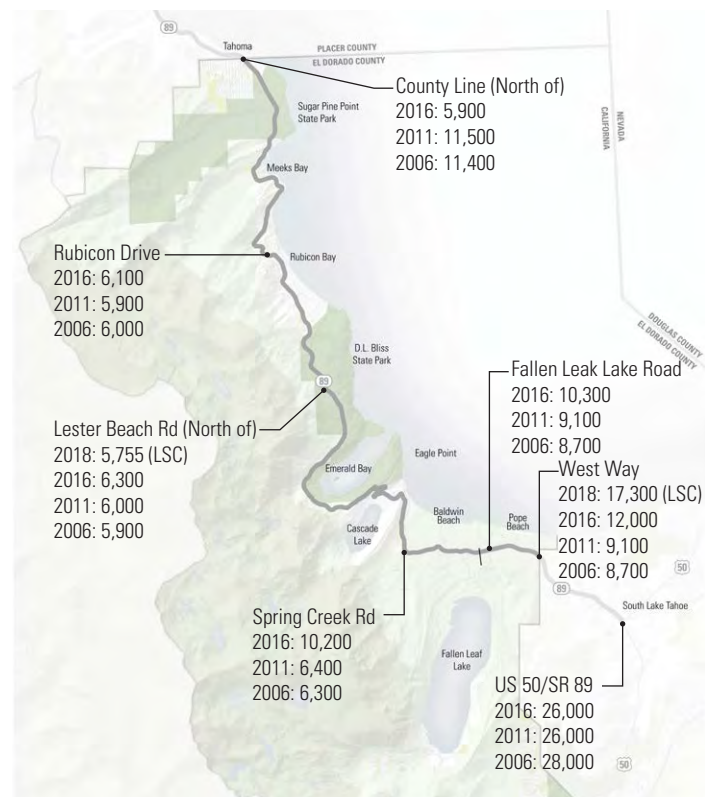 89
Tahoma
PLACER COUNTY
EL DORADO COUNTY
County Line (North of)
2016: 5,900
2011: 11,500
2006: 11,400
Sugar Pine Point
State Park
CALIFORNIA
NEVADA
Meeks Bay
Rubicon Drive
2016: 6,100
2011: 5,900
2006: 6,000
Rubicon Bay
DOUGLAS COUNTY
EL DORADO COUNTY
D.L. Bliss
State Park
89
Fallen Leak Lake Road
2016: 10,300
2011: 9,100
2006: 8,700
Lester Beach Rd (North of)
2018: 5,755 (LSC)
2016: 6,300
2011: 6,000
2006: 5,900
Eagle Point
Emerald Bay
West Way
2018: 17,300 (LSC)
2016: 12,000
2011: 9,100
2006: 8,700
Baldwin
Beach
Pope
Beach
Cascade
Lake
50
89
South Lake Tahoe
Spring Creek Rd
2016: 10,200
2011: 6,400
2006: 6,300
Fallen Leaf
Lake
US 50/SR 89
2016: 26,000
2011: 26,000
2006: 28,000
50